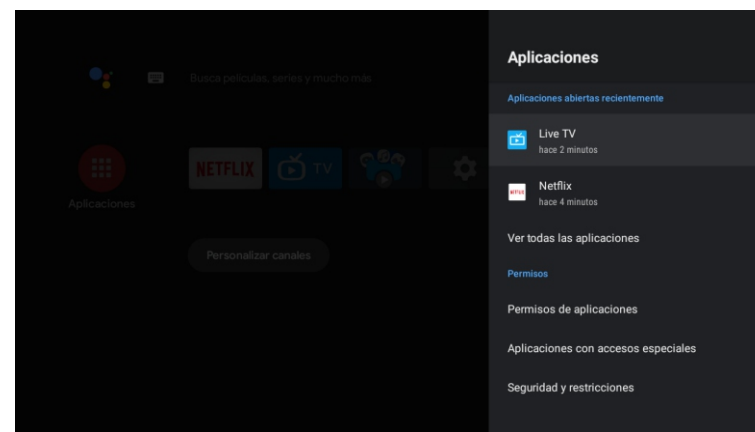 Busca películas, series y mucho más.
NETFLIX
TV
Aplicaciones
Personalizar canales
Aplicaciones
Aplicaciones abiertas recientemente
Live TV
hace 2 minutos
NETFLIX
Netflix
hace 4 minutos
Ver todas las aplicaciones
Permisos
Permisos de aplicaciones
Aplicaciones con accesos especiales
Seguridad y restricciones